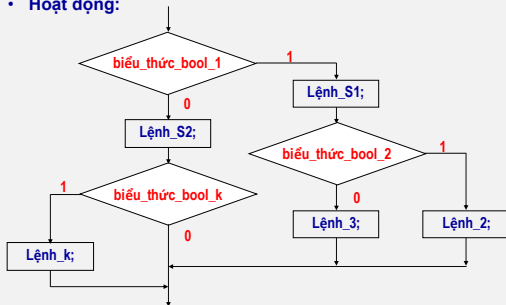 • Hoạt động:
biểu_thức_bool_1
1
Lệnh_S1;
0
Lệnh_S2;
biểu_thức_bool_2
1
biểu_thức_bool_k
1
0
Lệnh_3;
Lệnh_2;
0
Lệnh_k;